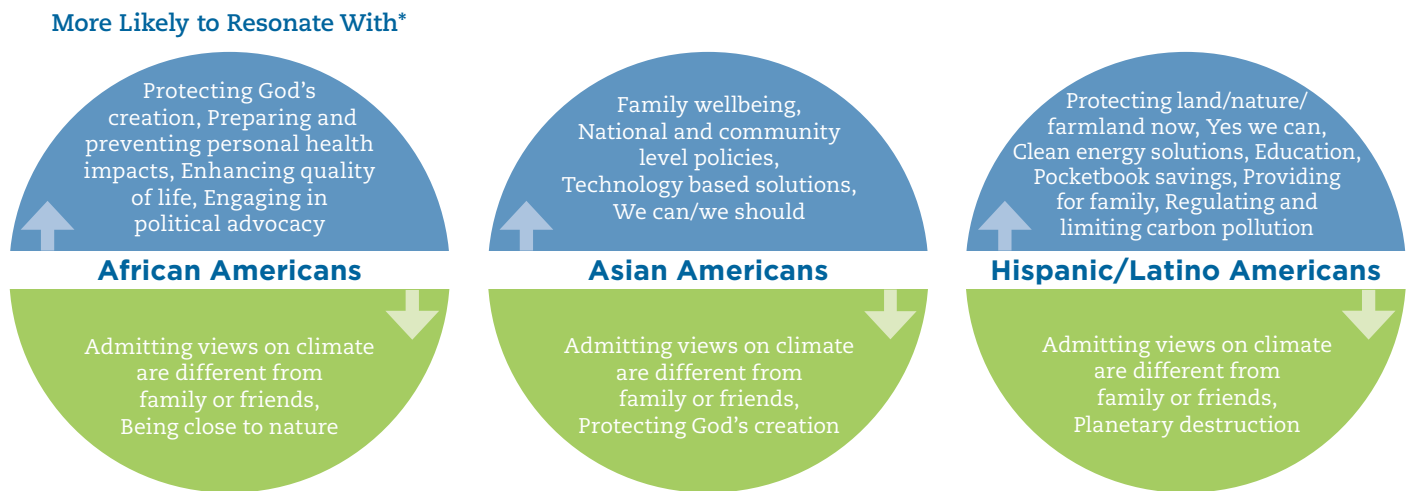 More Likely to Resonate With*
Protecting God's
creation, Preparing and
preventing personal health
impacts, Enhancing quality
of life, Engaging in
political advocacy
African Americans
Admitting views on climate
are different from
family or friends,
Being close to nature
Family wellbeing,
National and community
level policies,
Technology based solutions,
We can/we should
Asian Americans
Admitting views on climate
are different from
family or friends,
Protecting God's creation
Protecting land/nature/
farmland now, Yes we can,
Clean energy solutions, Education,
Pocketbook savings, Providing
for family, Regulating and
limiting carbon pollution
Hispanic/Latino Americans
Admitting views on climate
are different from
family or friends,
Planetary destruction